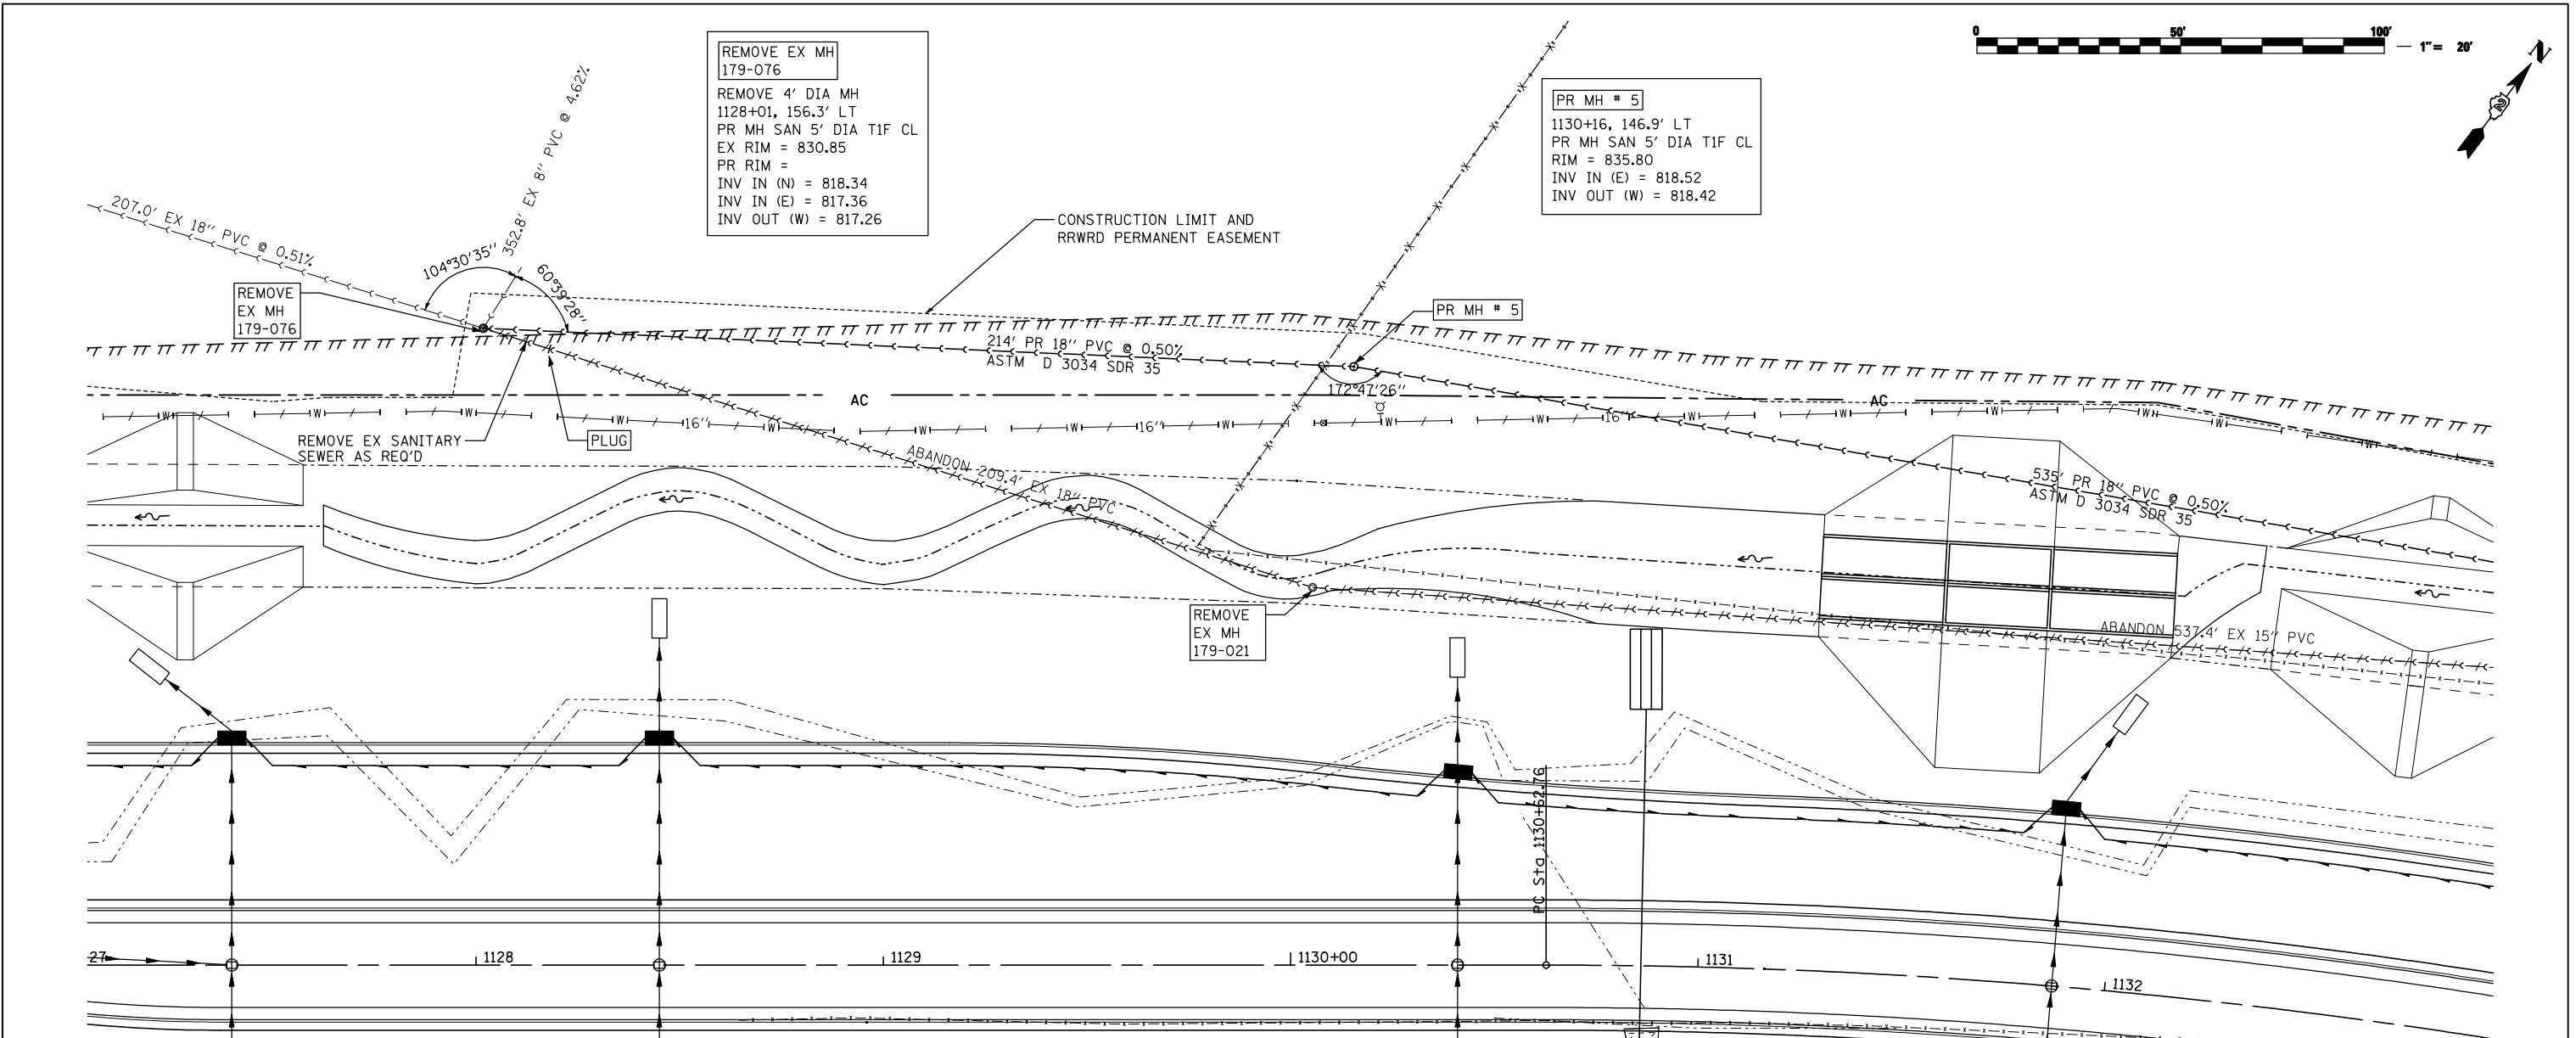 0 50' 100'
1"= 20'
N
2
REMOVE EX MH
179-076
REMOVE 4' DIA MH
1128+01, 156.3' LT
PR MH SAN 5' DIA T1F CL
EX RIM = 830.85
PR RIM =
INV IN (N) = 818.34
INV IN (E) = 817.36
INV OUT (W) = 817.26
PR MH # 5
1130+16, 146.9' LT
PR MH SAN 5' DIA T1F CL
RIM = 835.80
INV IN (E) = 818.52
INV OUT (W) = 818.42
352.8' EX 8" PVC @ 4.62%
207.0' EX 18" PVC @ 0.51%
104°30'35"
60°39'28"
CONSTRUCTION LIMIT AND
RRWRD PERMANENT EASEMENT
REMOVE
EX MH
179-076
PR MH # 5
214' PR 18" PVC @ 0.50%
ASTM D 3034 SDR 35
172°47'26"
AC
AC
W W W W 16" W W W 16" W W W W 16" W W W W W W
T
REMOVE EX SANITARY
SEWER AS REQ'D
PLUG
ABANDON 209.4' EX 18" PVC
535' PR 18" PVC @ 0.50%
ASTM D 3034 SDR 35
REMOVE
EX MH
179-021
ABANDON 537.4' EX 15" PVC
PC Sta 1130+62.76
27
1128
1129
1130+00
1131
1132